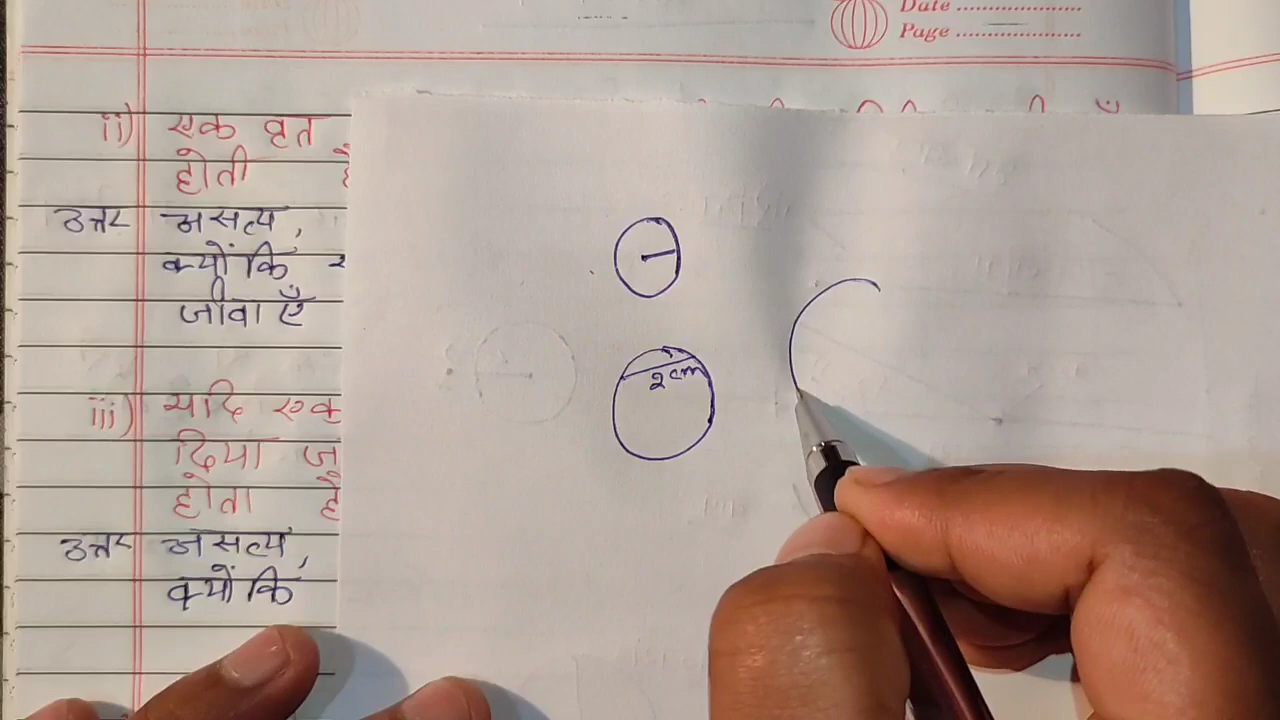 Date
Page
ii) एक वृत
होती
उत्तर असत्य,
क्योंकि
जीवाएँ
2cm
iii) यदि एक
दिया
होता है
उत्तर असत्य,
क्योंकि